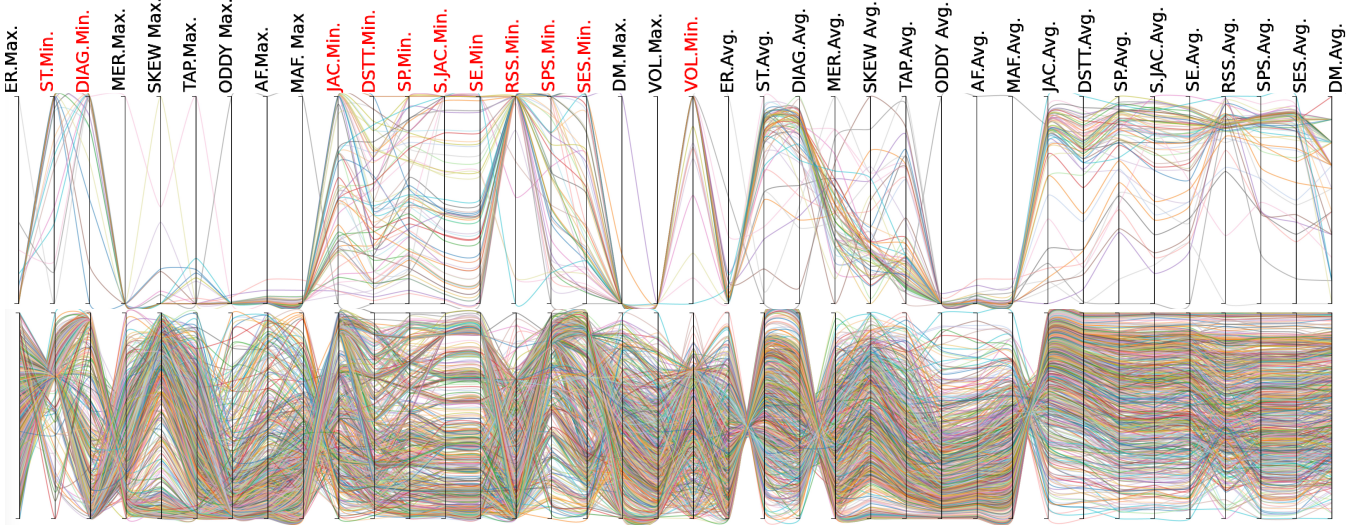 ER.Max.
ST.Min.
DIAG.Min.
MER.Max.
SKEW Max.
TAP.Max.
ODDY Max.
AF.Max.
MAF. Max
JAC.Min.
DSTT.Min.
SP.Min.
S.JAC.Min.
SE.Min
RSS.Min.
SPS.Min.
SES.Min.
DM.Max.
VOL.Max.
VOL.Min.
ER.Avg.
ST.Avg.
DIAG.Avg.
MER.Avg.
SKEW Avg.
TAP.Avg.
ODDY Avg.
AF.Avg.
MAF.Avg.
JAC.Avg.
DSTT.Avg.
SP.Avg.
S.JAC.Avg.
SE.Avg.
RSS.Avg.
SPS.Avg.
SES.Avg.
DM.Avg.